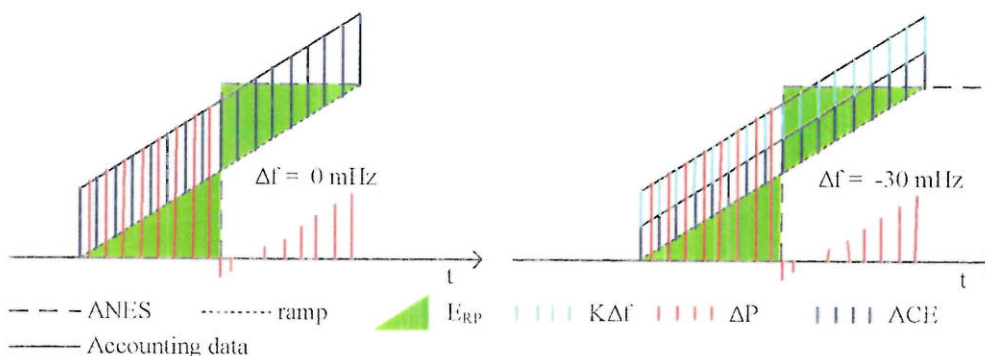 Δf = 0 mHz
Δf = -30 mHz
t
t
ANES ramp E_RP KΔf ΔP ACE
Accounting data